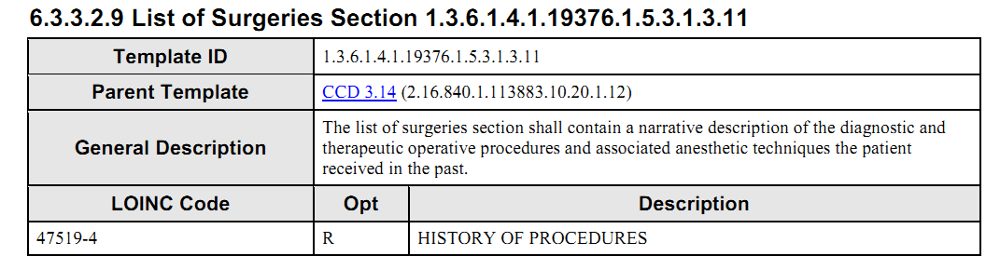 6.3.3.2.9 List of Surgeries Section 1.3.6.1.4.1.19376.1.5.3.1.3.11
Template ID 1.3.6.1.4.1.19376.1.5.3.1.3.11
Parent Template CCD 3.14 (2.16.840.1.113883.10.20.1.12)
General Description
The list of surgeries section shall contain a narrative description of the diagnostic and
therapeutic operative procedures and associated anesthetic techniques the patient
received in the past.
LOINC Code Opt Description
47519-4 R HISTORY OF PROCEDURES